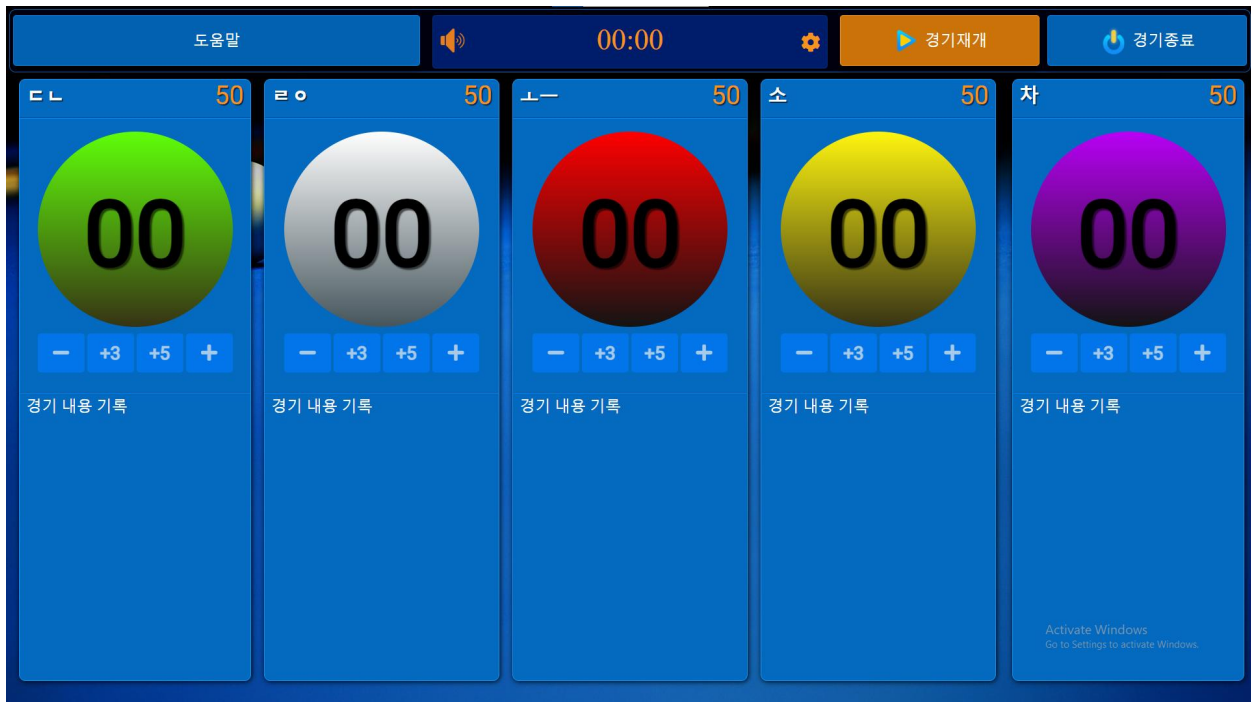 도움말 00:00 경기재개 경기종료
ㄷㄴ 50 ㄹㅇ 50 ㅗㅡ 50 소 50 차 50
00 00 00 00 00
− +3 +5 + − +3 +5 + − +3 +5 + − +3 +5 + − +3 +5 +
경기 내용 기록 경기 내용 기록 경기 내용 기록 경기 내용 기록 경기 내용 기록
Activate Windows
Go to Settings to activate Windows.